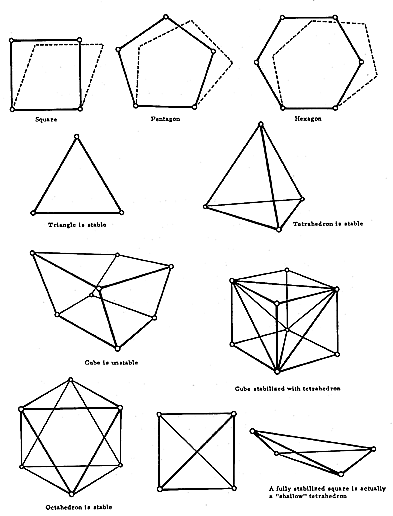 Square
Pentagon
Hexagon
Triangle is stable
Tetrahedron is stable
Cube is unstable
Cube stabilized with tetrahedron
Octahedron is stable
A fully stabilized square is actually
a "shallow" tetrahedron